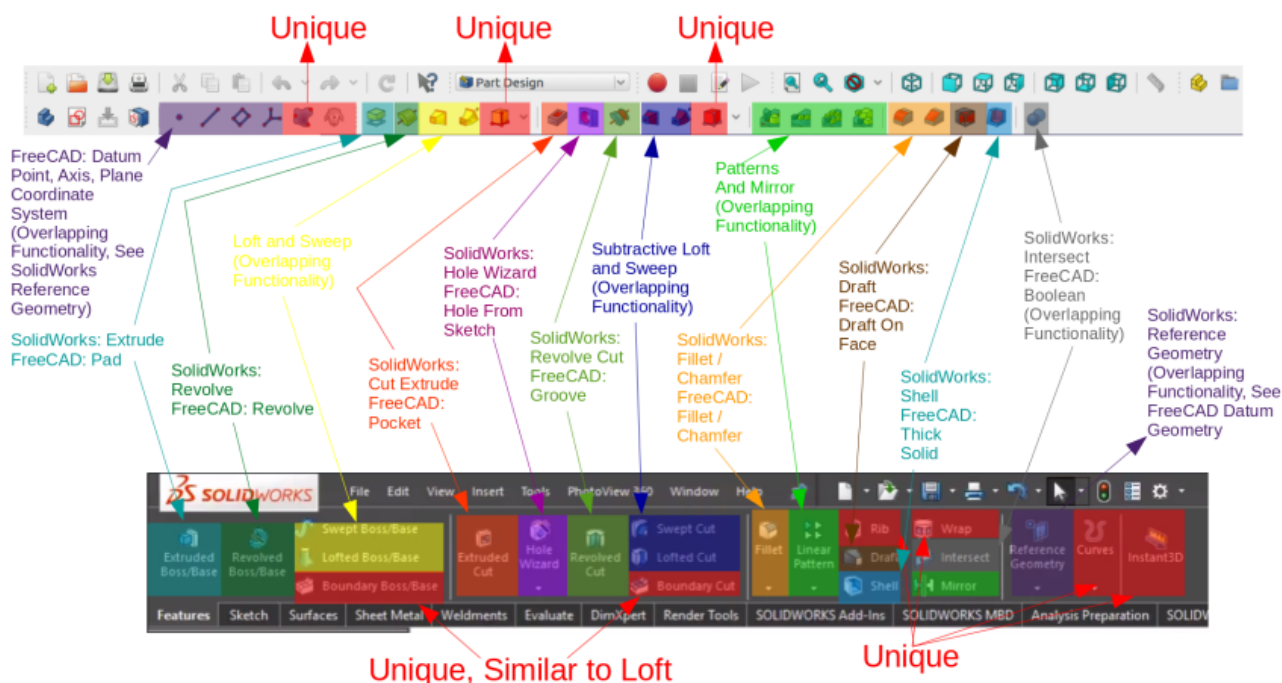 Unique
Unique
Unique
Part Design
FreeCAD: Datum
Point, Axis, Plane
Coordinate
System
(Overlapping
Functionality, See
SolidWorks
Reference
Geometry)
SolidWorks: Extrude
FreeCAD: Pad
SolidWorks:
Revolve
FreeCAD: Revolve
Loft and Sweep
(Overlapping
Functionality)
SolidWorks:
Cut Extrude
FreeCAD:
Pocket
SolidWorks:
Hole Wizard
FreeCAD:
Hole From
Sketch
SolidWorks:
Revolve Cut
FreeCAD:
Groove
Subtractive Loft
and Sweep
(Overlapping
Functionality)
SolidWorks:
Fillet /
Chamfer
FreeCAD:
Fillet /
Chamfer
Patterns
And Mirror
(Overlapping
Functionality)
SolidWorks:
Draft
FreeCAD:
Draft On
Face
SolidWorks:
Shell
FreeCAD:
Thick
Solid
SolidWorks:
Intersect
FreeCAD:
Boolean
(Overlapping
Functionality)
SolidWorks:
Reference
Geometry
(Overlapping
Functionality, See
FreeCAD Datum
Geometry
SOLIDWORKS File Edit View Insert Tools PhotoView 360 Window Help
Extruded
Boss/Base
Revolved
Boss/Base
Swept Boss/Base
Lofted Boss/Base
Boundary Boss/Base
Extruded
Cut
Hole
Wizard
Revolved
Cut
Swept Cut
Lofted Cut
Boundary Cut
Fillet
Linear
Pattern
Rib
Draft
Shell
Wrap
Intersect
Mirror
Reference
Geometry
Curves
Instant3D
Features Sketch Surfaces Sheet Metal Weldments Evaluate DimXpert Render Tools SOLIDWORKS Add-Ins SOLIDWORKS MBD Analysis Preparation SOLIDW
Unique, Similar to Loft
Unique